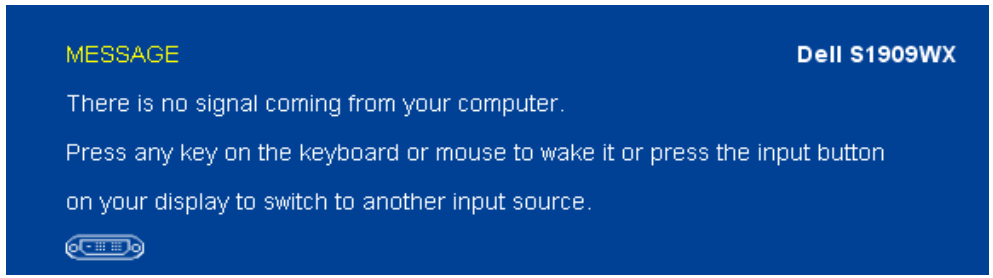 MESSAGE Dell S1909WX
There is no signal coming from your computer.
Press any key on the keyboard or mouse to wake it or press the input button
on your display to switch to another input source.